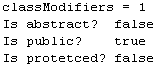 classModifiers = 1
Is abstract?  false
Is public?    true
Is protetced? false